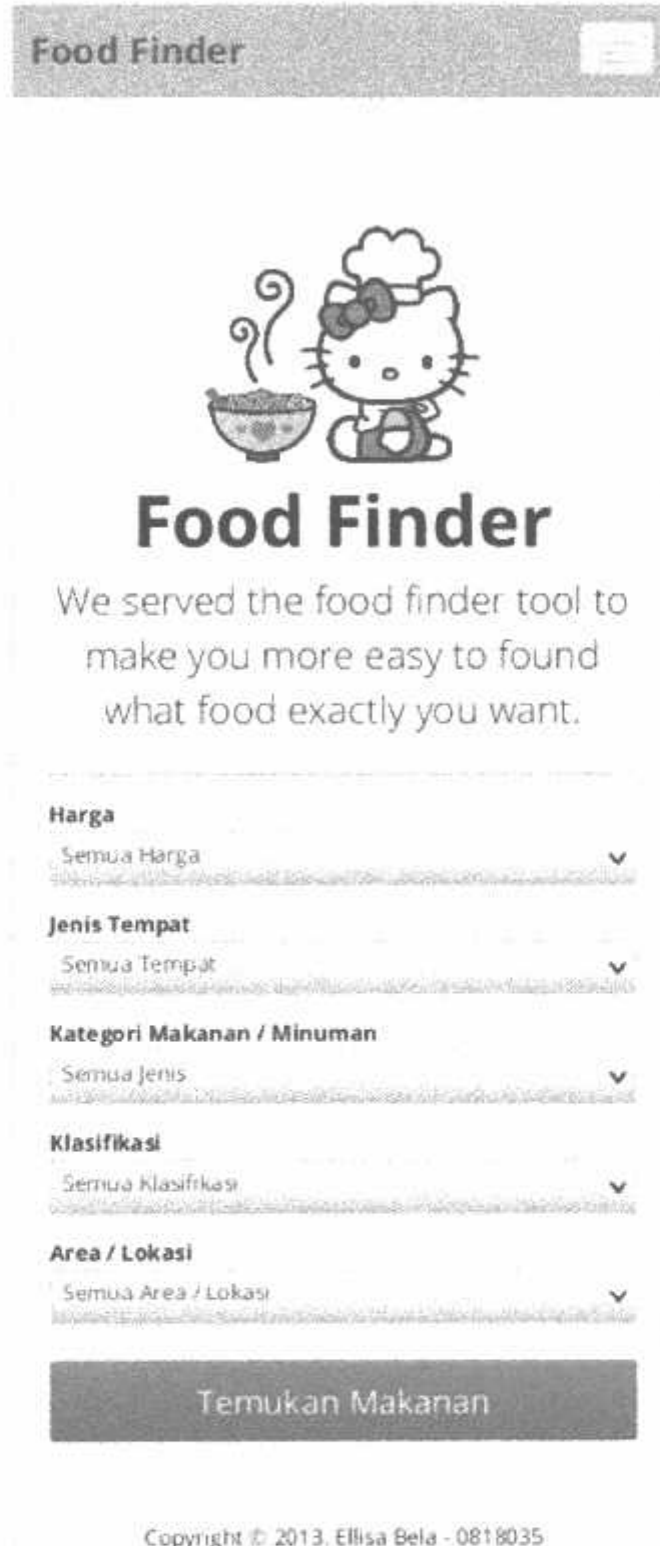 Food Finder
Food Finder
We served the food finder tool to
make you more easy to found
what food exactly you want.
Harga
Semua Harga
Jenis Tempat
Semua Tempat
Kategori Makanan / Minuman
Semua Jenis
Klasifikasi
Semua Klasifikasi
Area / Lokasi
Semua Area / Lokasi
Temukan Makanan
Copyright © 2013. Ellisa Bela - 0818035